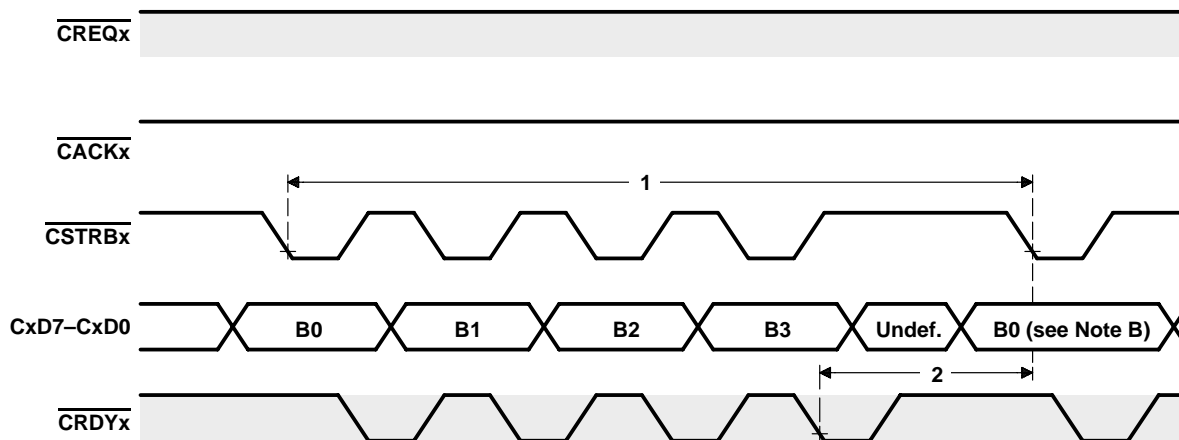 CREQx
CACKx
1
CSTRBx
CxD7–CxD0 B0 B1 B2 B3 Undef. B0 (see Note B)
2
CRDYx